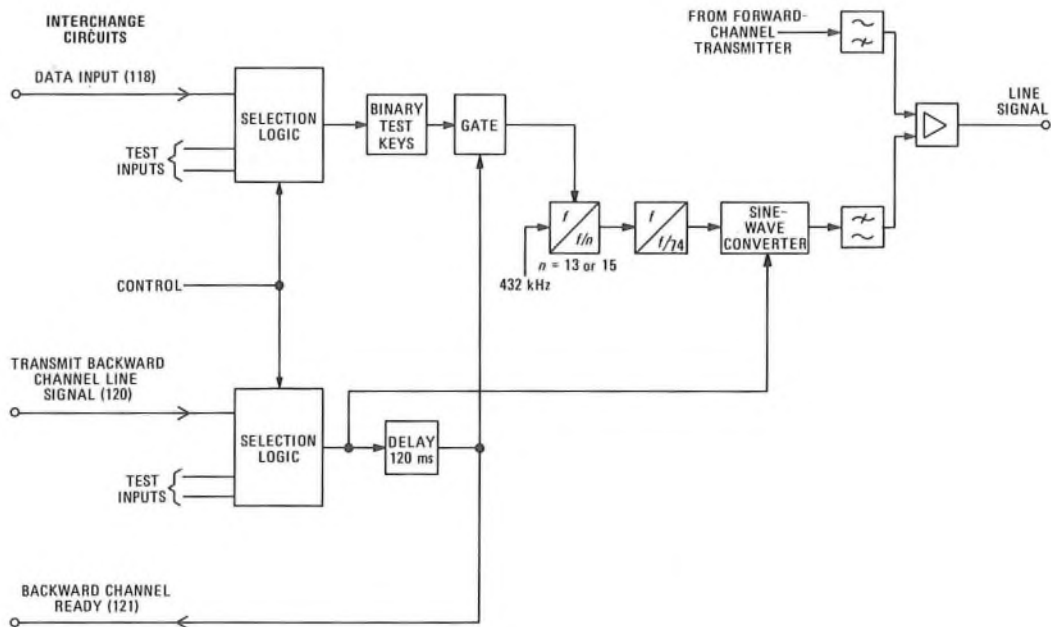 INTERCHANGE
CIRCUITS
DATA INPUT (118)
TEST
INPUTS
SELECTION
LOGIC
BINARY
TEST
KEYS
GATE
FROM FORWARD-
CHANNEL
TRANSMITTER
LINE
SIGNAL
f
f/n
n = 13 or 15
432 kHz
f
f/74
SINE-
WAVE
CONVERTER
CONTROL
TRANSMIT BACKWARD
CHANNEL LINE
SIGNAL (120)
SELECTION
LOGIC
DELAY
120 ms
TEST
INPUTS
BACKWARD CHANNEL
READY (121)